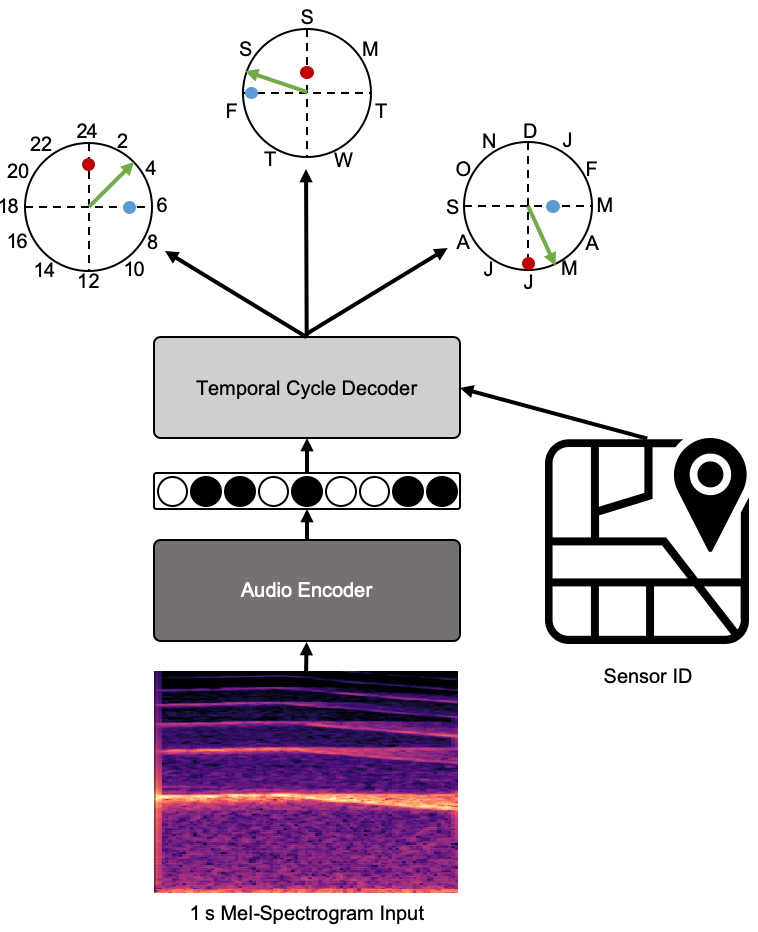 S
S
M
F
T
T
W
24
22
2
20
4
18
6
16
8
14
10
12
D
N
J
O
F
S
M
A
A
J
M
J
Temporal Cycle Decoder
Audio Encoder
Sensor ID
1 s Mel-Spectrogram Input